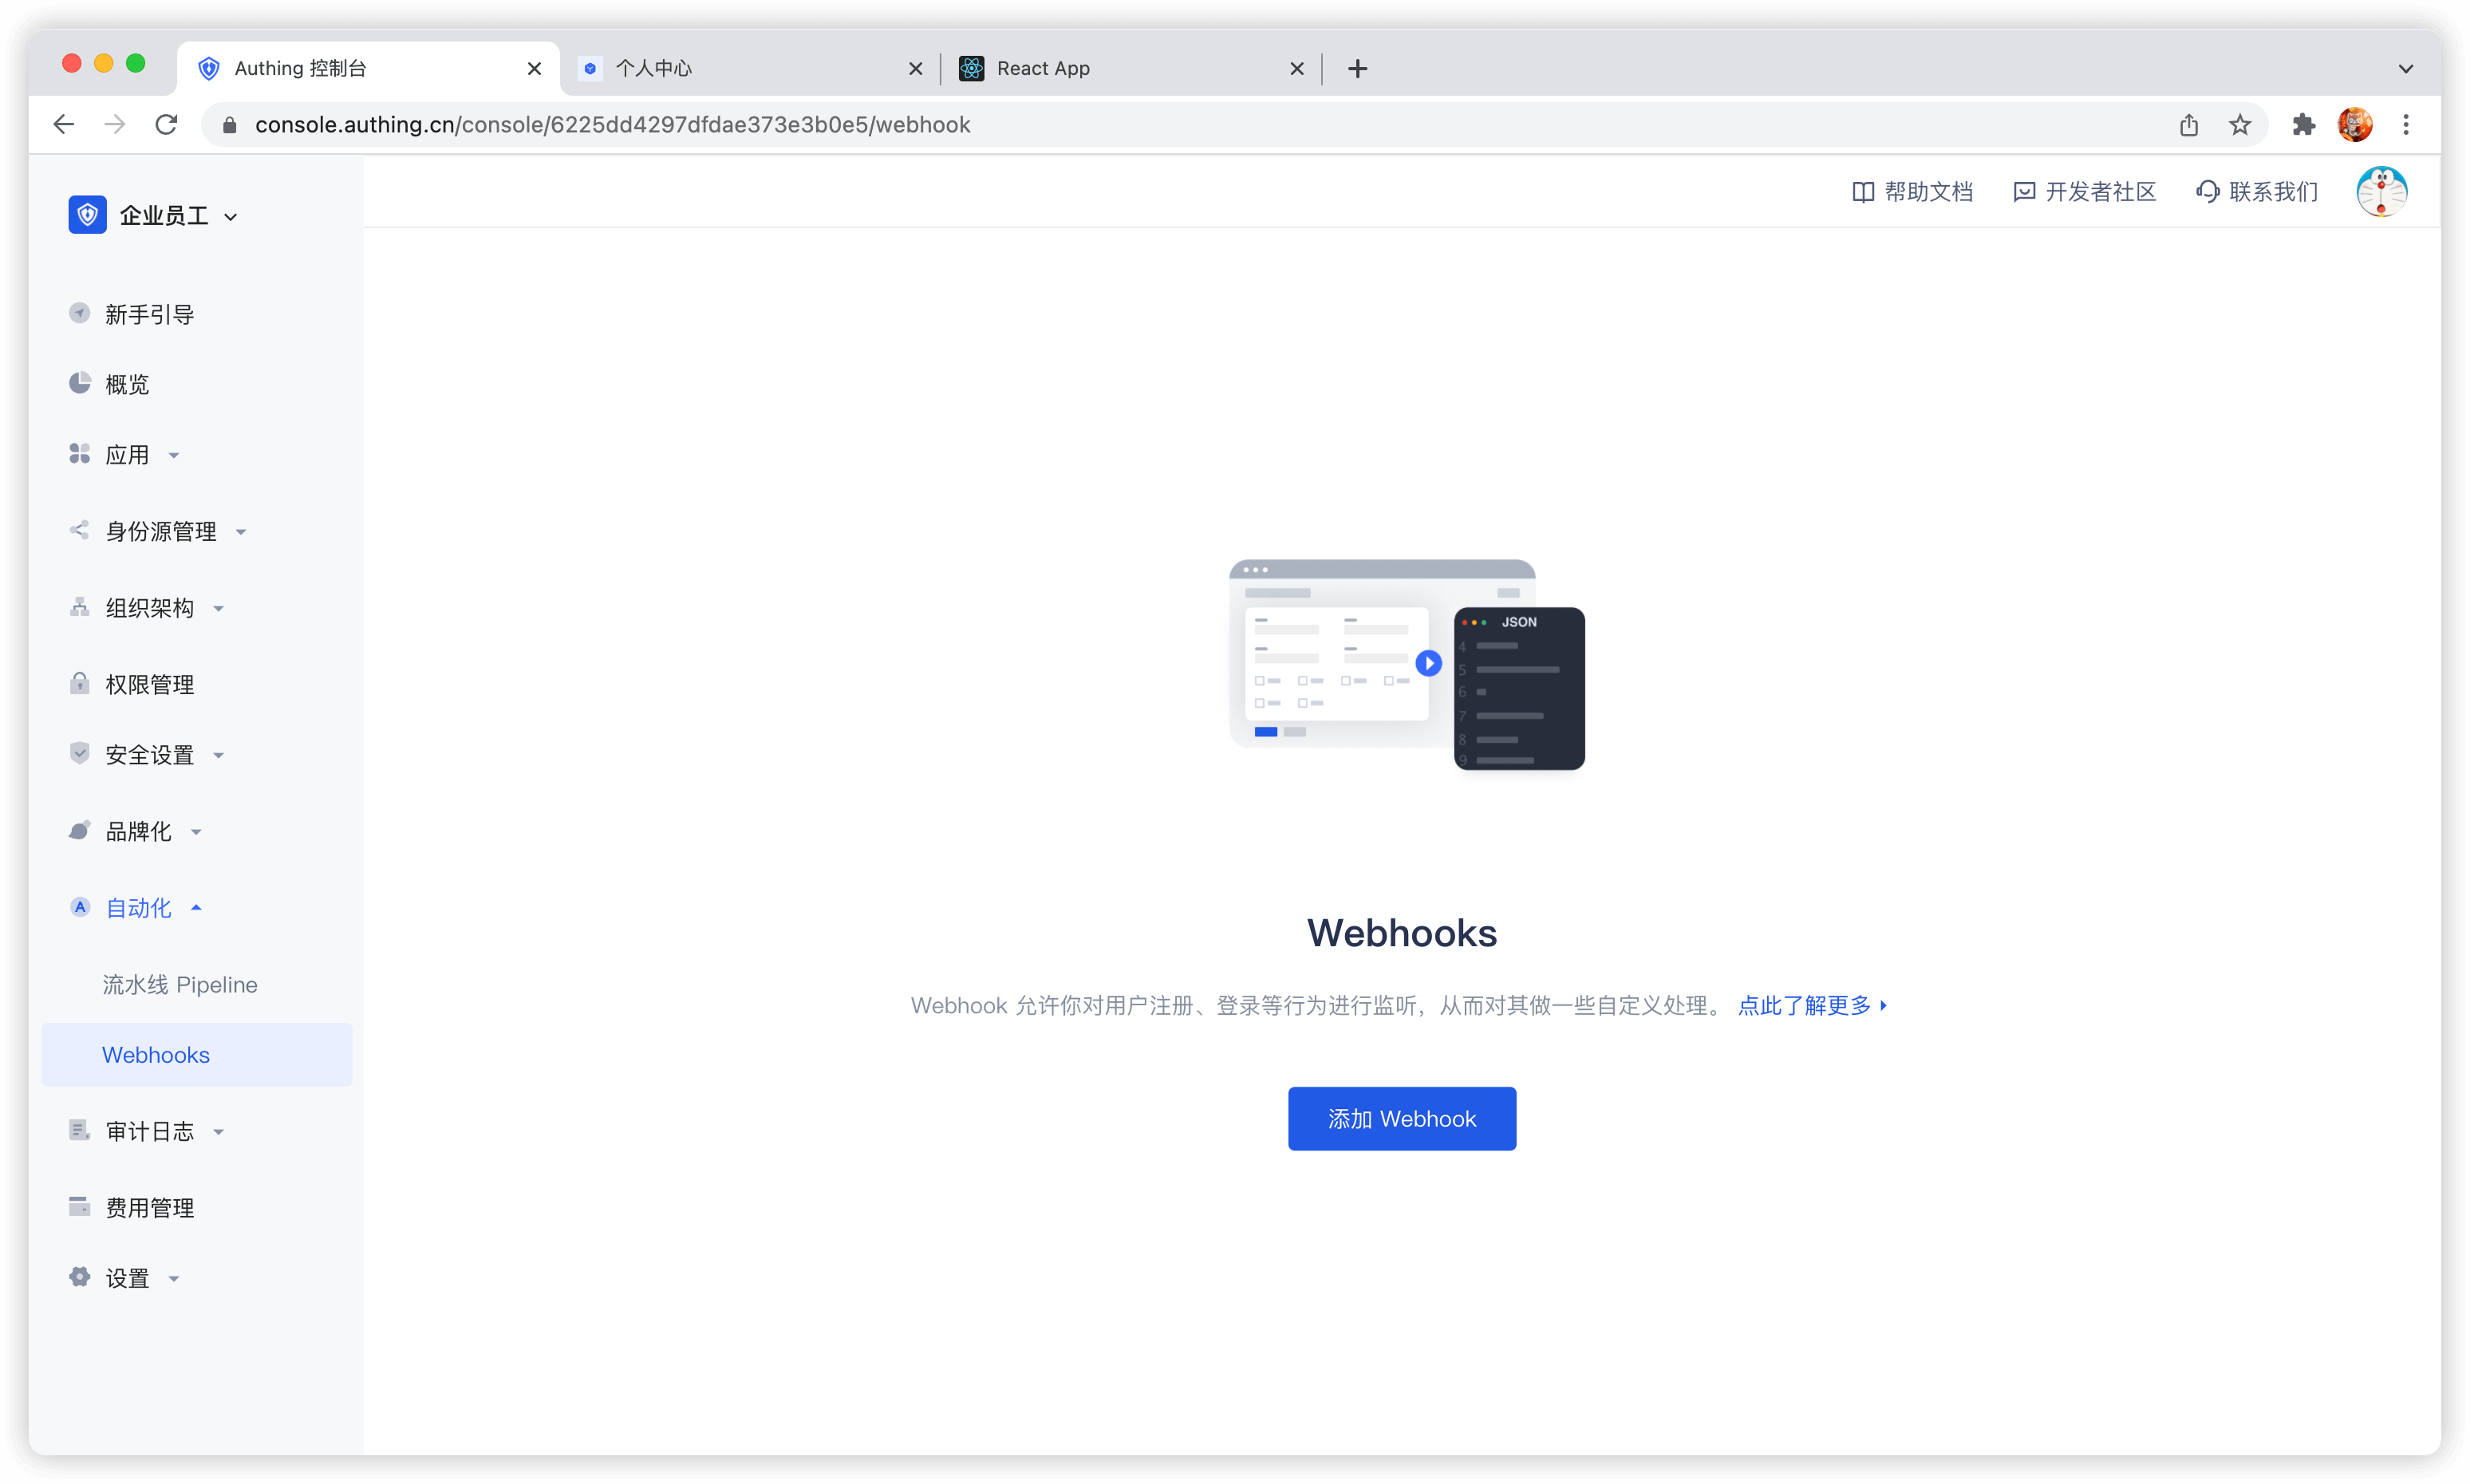 Authing 控制台
个人中心
React App
console.authing.cn/console/6225dd4297dfdae373e3b0e5/webhook
企业员工
帮助文档
开发者社区
联系我们
新手引导
概览
应用
身份源管理
组织架构
权限管理
安全设置
品牌化
自动化
流水线 Pipeline
Webhooks
审计日志
费用管理
设置
JSON
4
5
6
7
8
9
Webhooks
Webhook 允许你对用户注册、登录等行为进行监听，从而对其做一些自定义处理。 点此了解更多
添加 Webhook